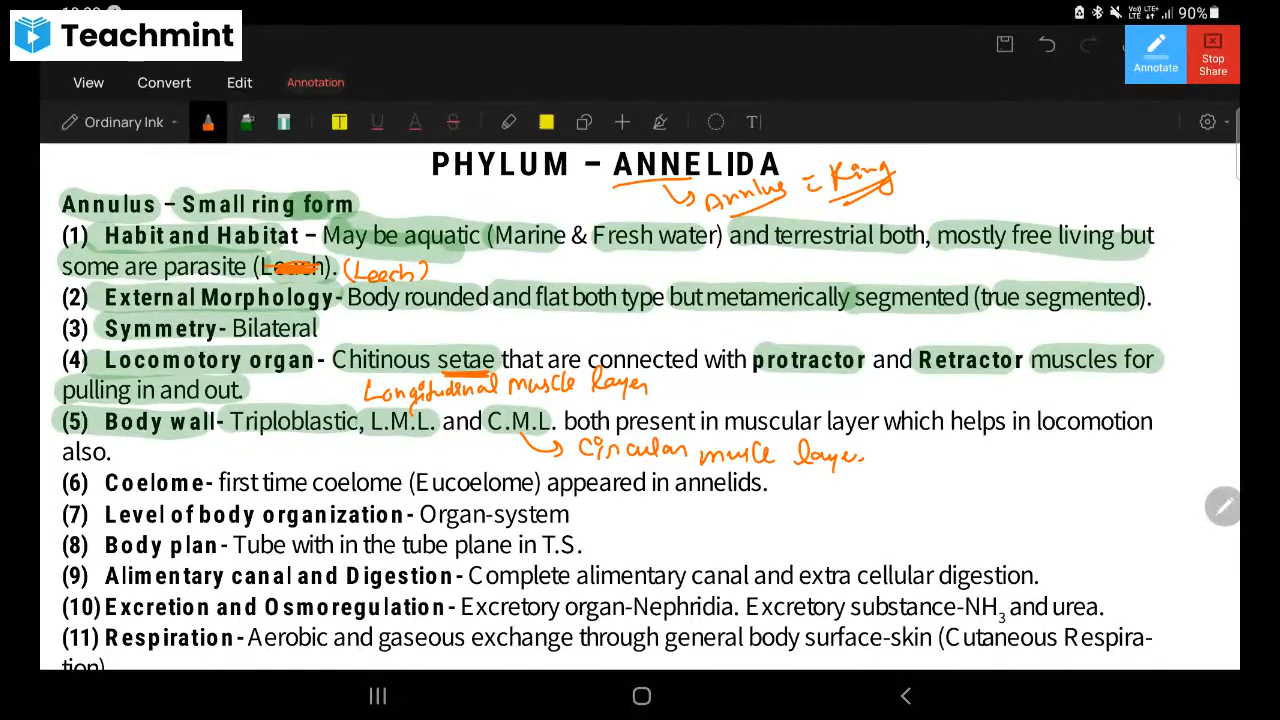 Teachmint
Vo) LTE+ LTE 90%
View Convert Edit Annotation
Annotate
Stop Share
Ordinary Ink
PHYLUM – ANNELIDA
Annulus = Ring
Annulus – Small ring form
(1) Habit and Habitat – May be aquatic (Marine & Fresh water) and terrestrial both, mostly free living but
some are parasite (Leach). (Leech)
(2) External Morphology- Body rounded and flat both type but metamerically segmented (true segmented).
(3) Symmetry- Bilateral
(4) Locomotory organ- Chitinous setae that are connected with protractor and Retractor muscles for
pulling in and out.
Longitudinal muscle layer
(5) Body wall- Triploblastic, L.M.L. and C.M.L. both present in muscular layer which helps in locomotion
also.
Circular muscle layer.
(6) Coelome- first time coelome (Eucoelome) appeared in annelids.
(7) Level of body organization- Organ-system
(8) Body plan- Tube with in the tube plane in T.S.
(9) Alimentary canal and Digestion- Complete alimentary canal and extra cellular digestion.
(10) Excretion and Osmoregulation- Excretory organ-Nephridia. Excretory substance-NH3 and urea.
(11) Respiration- Aerobic and gaseous exchange through general body surface-skin (Cutaneous Respira-
tion)